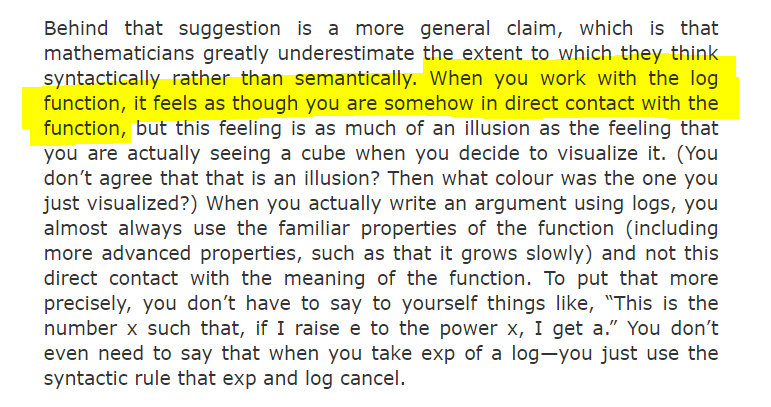 Behind that suggestion is a more general claim, which is that
mathematicians greatly underestimate the extent to which they think
syntactically rather than semantically. When you work with the log
function, it feels as though you are somehow in direct contact with the
function, but this feeling is as much of an illusion as the feeling that
you are actually seeing a cube when you decide to visualize it. (You
don’t agree that that is an illusion? Then what colour was the one you
just visualized?) When you actually write an argument using logs, you
almost always use the familiar properties of the function (including
more advanced properties, such as that it grows slowly) and not this
direct contact with the meaning of the function. To put that more
precisely, you don’t have to say to yourself things like, “This is the
number x such that, if I raise e to the power x, I get a.” You don’t
even need to say that when you take exp of a log—you just use the
syntactic rule that exp and log cancel.